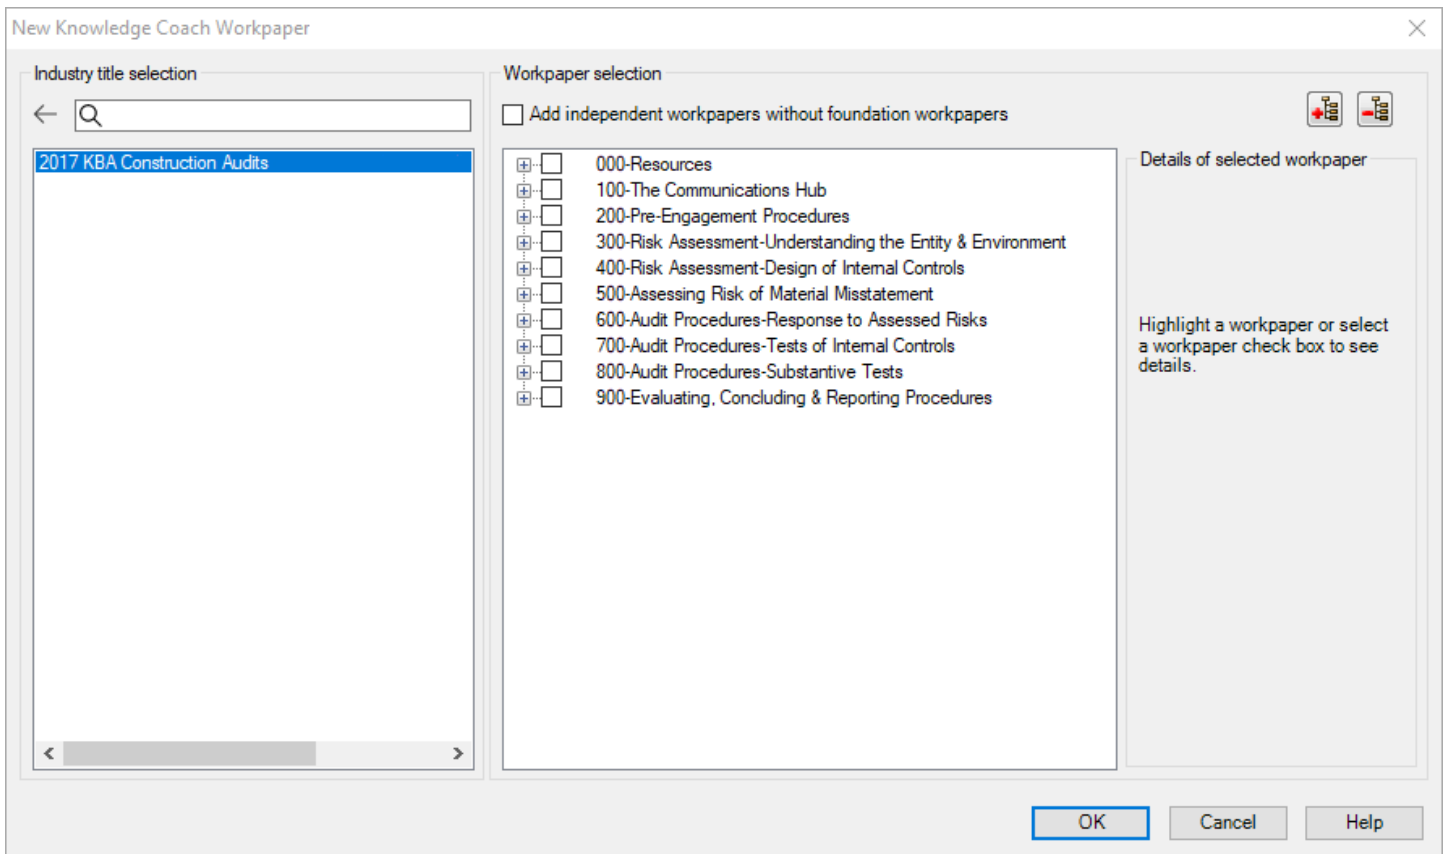 New Knowledge Coach Workpaper
Industry title selection
2017 KBA Construction Audits
Workpaper selection
Add independent workpapers without foundation workpapers
000-Resources
100-The Communications Hub
200-Pre-Engagement Procedures
300-Risk Assessment-Understanding the Entity & Environment
400-Risk Assessment-Design of Internal Controls
500-Assessing Risk of Material Misstatement
600-Audit Procedures-Response to Assessed Risks
700-Audit Procedures-Tests of Internal Controls
800-Audit Procedures-Substantive Tests
900-Evaluating, Concluding & Reporting Procedures
Details of selected workpaper
Highlight a workpaper or select
a workpaper check box to see
details.
OK
Cancel
Help